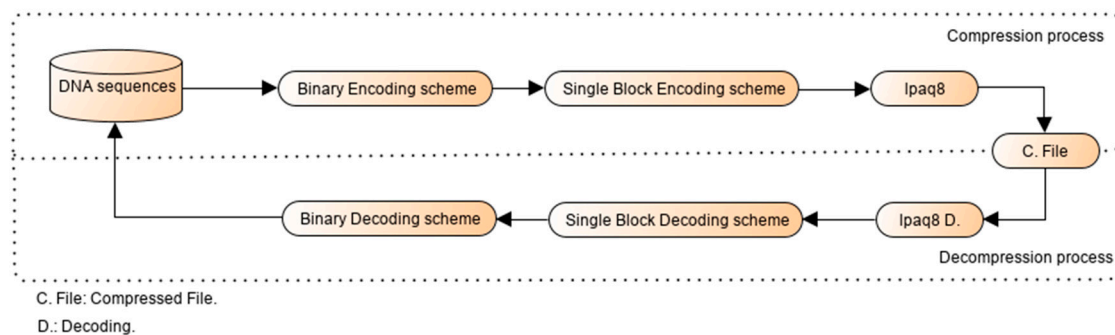 Compression process
DNA sequences
Binary Encoding scheme
Single Block Encoding scheme
lpaq8
C. File
Binary Decoding scheme
Single Block Decoding scheme
lpaq8 D.
Decompression process
C. File: Compressed File.
D.: Decoding.